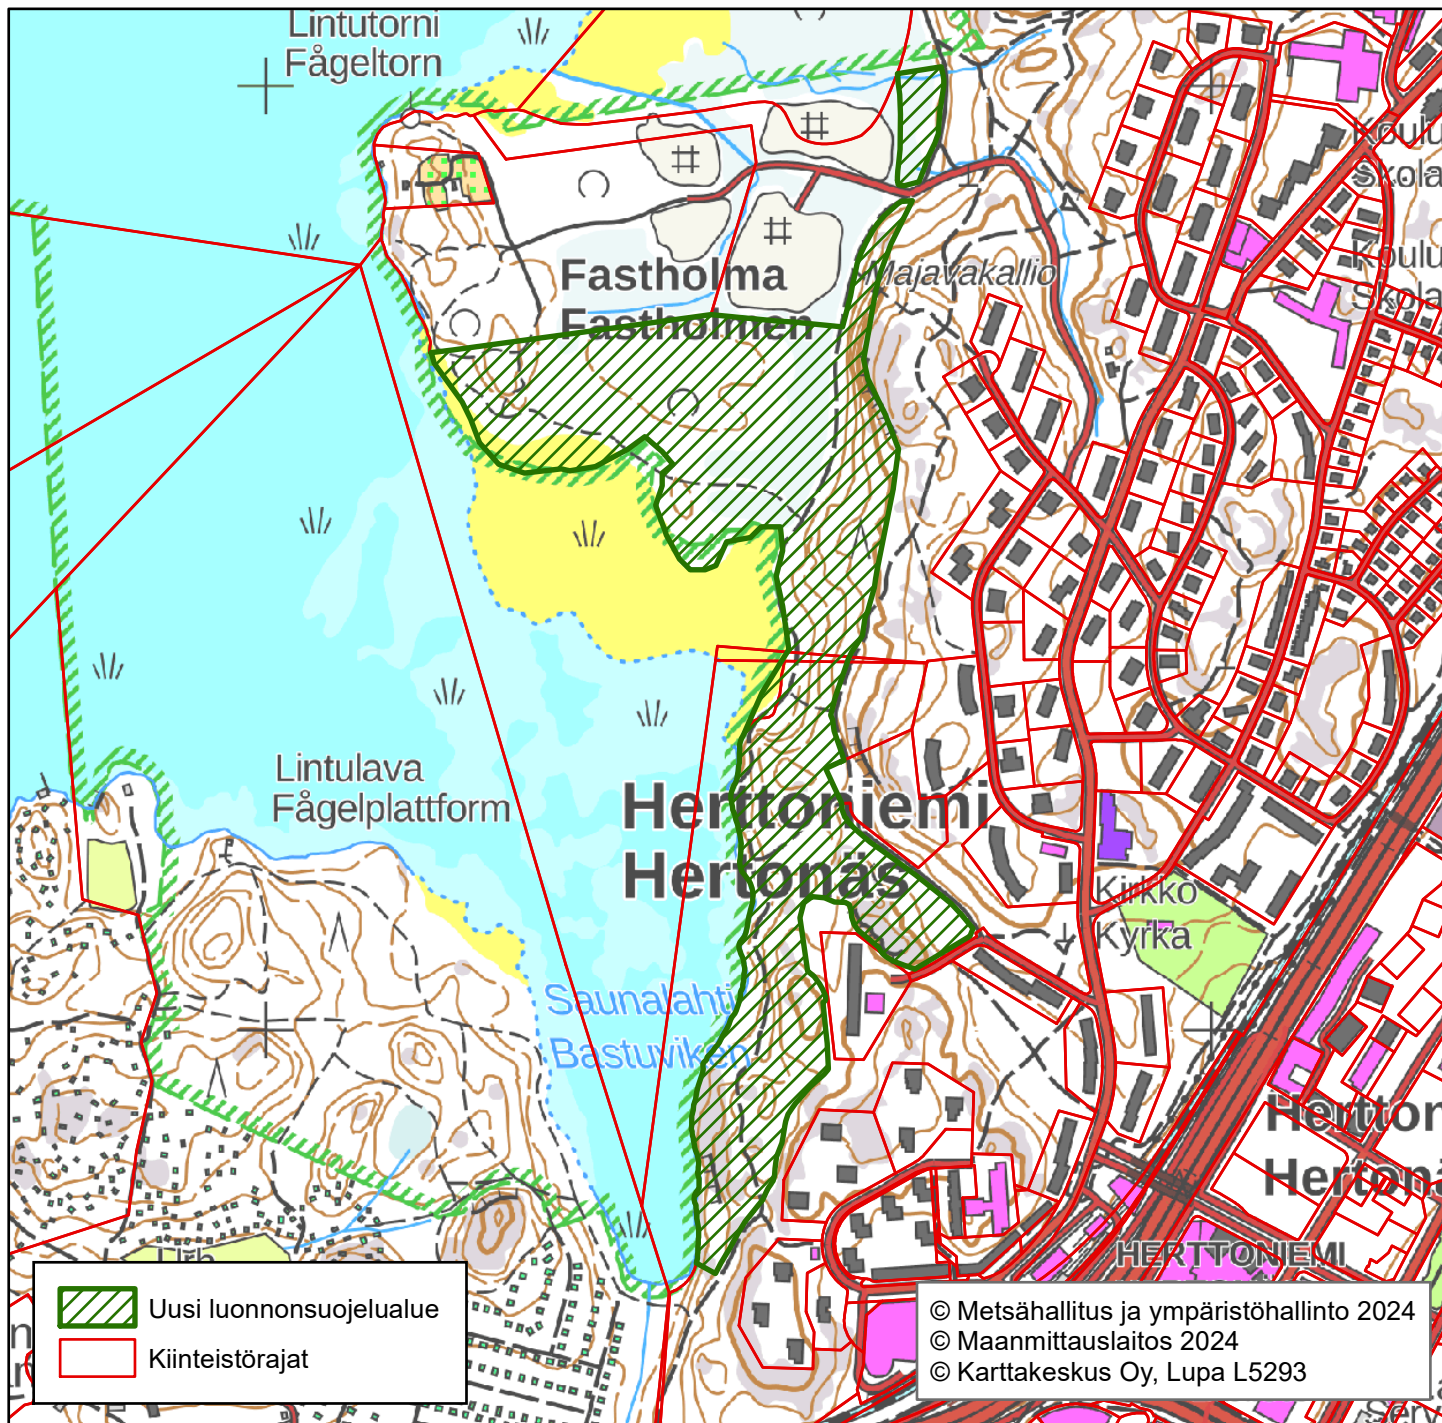 Lintutorni
Fågeltorn
Fastholma
Fastholmen
Majavakallio
Koulu
Skola
Koulu
Skola
Lintulava
Fågelplattform
Herttoniemi
Hertonäs
Kirkko
Kyrka
Saunalahti
Bastuviken
HERTTONIEMI
Uusi luonnonsuojelualue
Kiinteistörajat
© Metsähallitus ja ympäristöhallinto 2024
© Maanmittauslaitos 2024
© Karttakeskus Oy, Lupa L5293